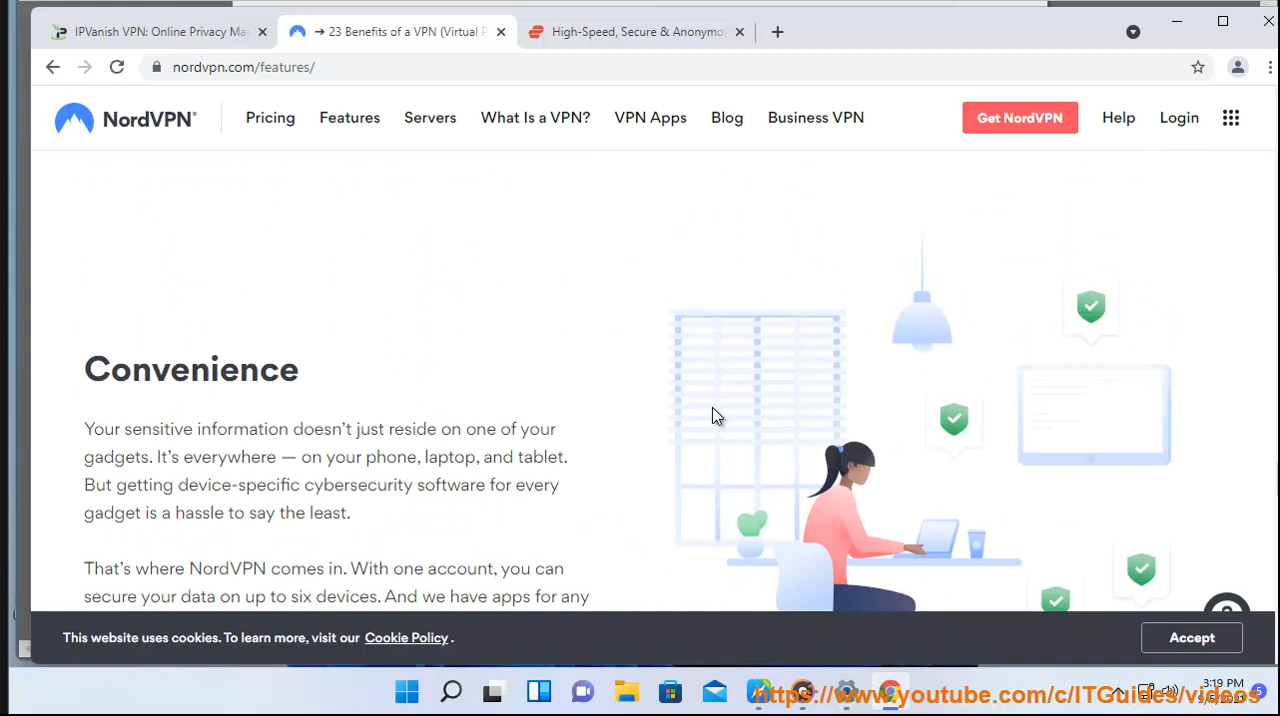 IPVanish VPN: Online Privacy Ma
→ 23 Benefits of a VPN (Virtual P
High-Speed, Secure & Anonymo
nordvpn.com/features/
NordVPN®
Pricing
Features
Servers
What Is a VPN?
VPN Apps
Blog
Business VPN
Get NordVPN
Help
Login
Convenience
Your sensitive information doesn't just reside on one of your
gadgets. It's everywhere — on your phone, laptop, and tablet.
But getting device-specific cybersecurity software for every
gadget is a hassle to say the least.
That's where NordVPN comes in. With one account, you can
secure your data on up to six devices. And we have apps for any
This website uses cookies. To learn more, visit our Cookie Policy.
Accept
3:19 PM
https://www.youtube.com/c/ITGuides/videos
5